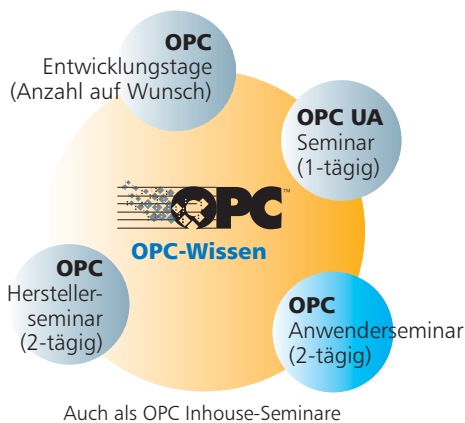 OPC
Entwicklungstage
(Anzahl auf Wunsch)
OPC UA
Seminar
(1-tägig)
OPC™
OPC-Wissen
OPC
Hersteller-
seminar
(2-tägig)
OPC
Anwenderseminar
(2-tägig)
Auch als OPC Inhouse-Seminare